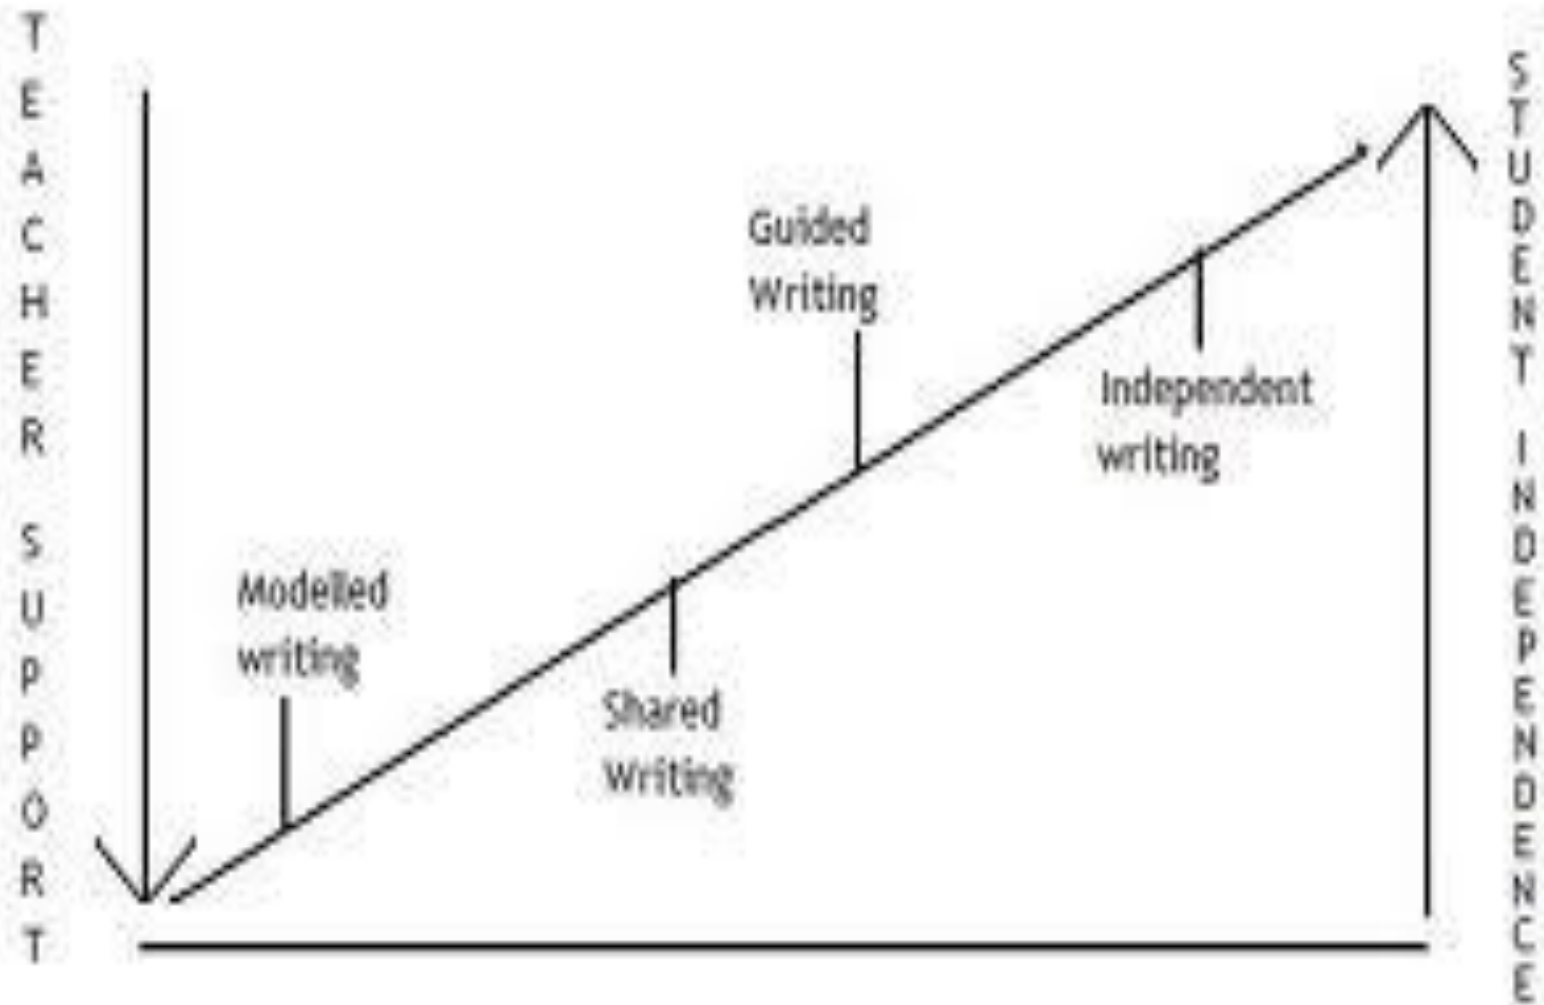 TEACHER SUPPORT
Modelled
writing
Shared
Writing
Guided
Writing
Independent
writing
STUDENT INDEPENDENCE